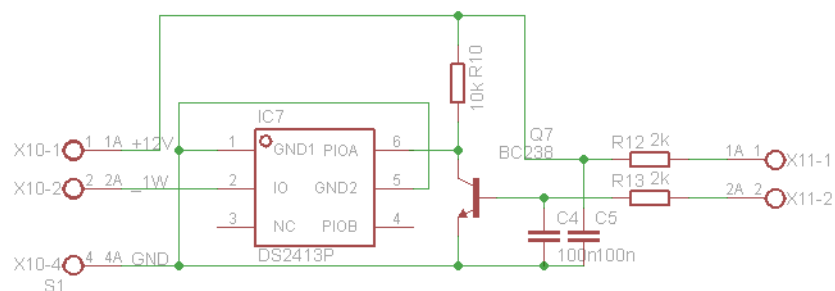 10k R10
IC7
Q7
BC238
R12 2k
X10-1 1 1A +12V
1 GND1 PIOA 6
1A 1 X11-1
R13 2k
X10-2 2 2A _1W
2 IO GND2 5
2A 2 X11-2
3 NC PIOB 4
C4 C5
100n 100n
DS2413P
X10-4 4 4A GND
S1